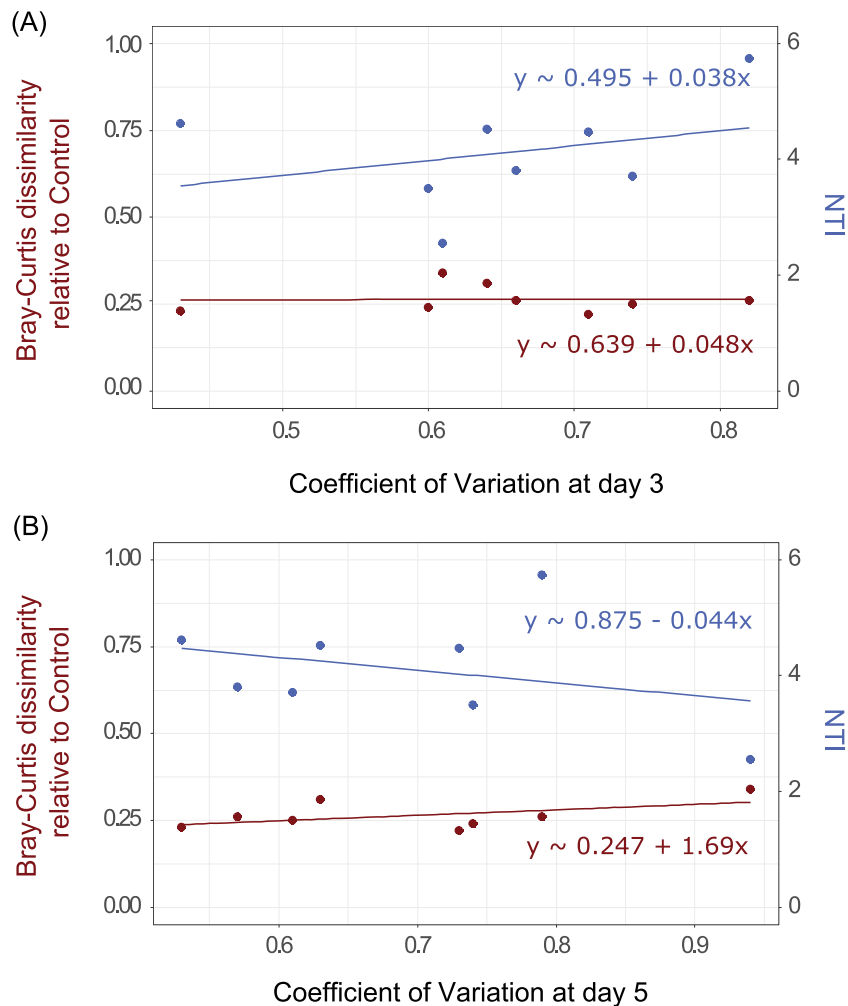 (A)
Bray-Curtis dissimilarity
relative to Control
1.00
0.75
0.50
0.25
0.00
y ~ 0.495 + 0.038x
y ~ 0.639 + 0.048x
6
4
2
0
NTI
0.5 0.6 0.7 0.8
Coefficient of Variation at day 3
(B)
Bray-Curtis dissimilarity
relative to Control
1.00
0.75
0.50
0.25
0.00
y ~ 0.875 - 0.044x
y ~ 0.247 + 1.69x
6
4
2
0
NTI
0.6 0.7 0.8 0.9
Coefficient of Variation at day 5